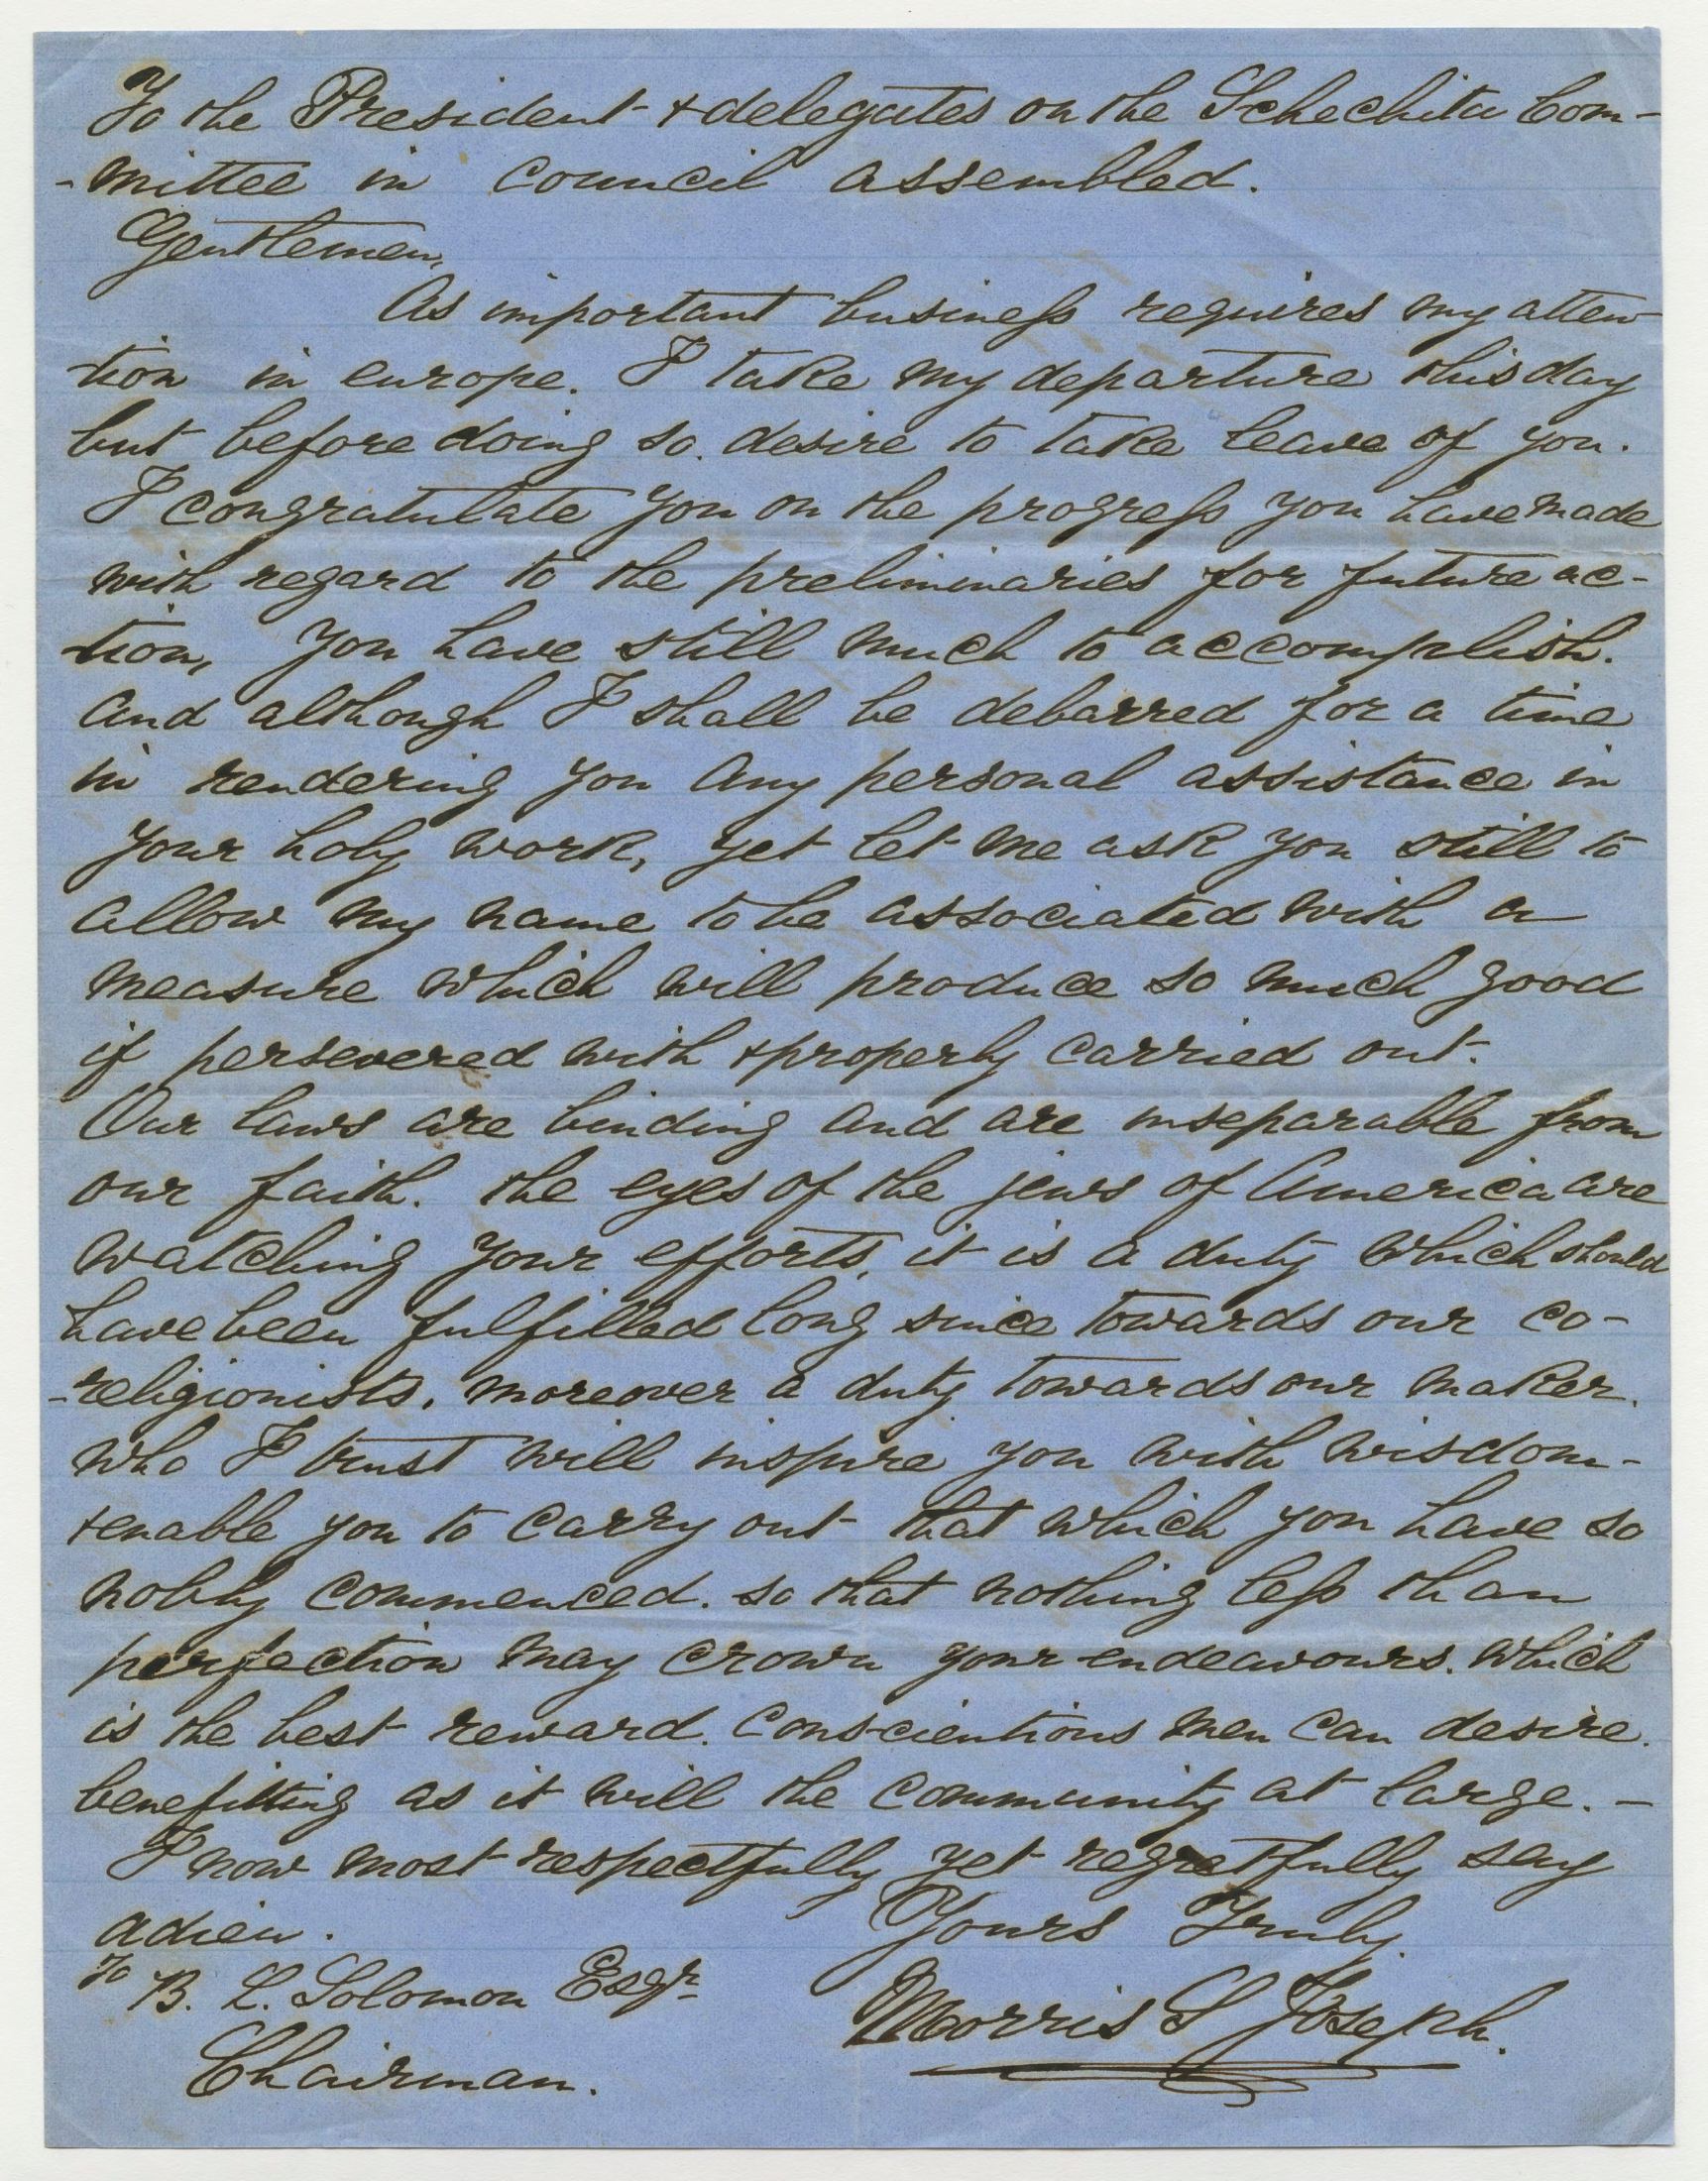 To the President & delegates on the Schechita Com-
-mittee in council assembled.
Gentlemen,
As important business requires my atten
tion in europe. I take my departure this day
but before doing so. desire to take leave of you.
I congratulate you on the progress you have made
with regard to the preliminaries for future ac-
tion, you have still much to accomplish.
and although I shall be debarred for a time
in rendering you any personal assistance in
your holy work, yet let me ask you still to
allow my name to be associated with a
measure which will produce so much good
if persevered with & properly carried out.
Our laws are binding and are inseparable from
our faith. the eyes of the jews of America are
watching your efforts, it is a duty which should
have been fulfilled long since towards our co-
-religionists. moreover a duty towards our maker.
who I trust will inspire you with wisdom -
& enable you to carry out that which you have so
nobly commenced. so that nothing less than
perfection may crown your endeavours. which
is the best reward. Conscientious men can desire.
benefitting as it will the community at large. -
I now most respectfully yet regretfully say
adieu.
Yours Truly,
To B. L. Solomon Esqr
Morris S Joseph.
Chairman.